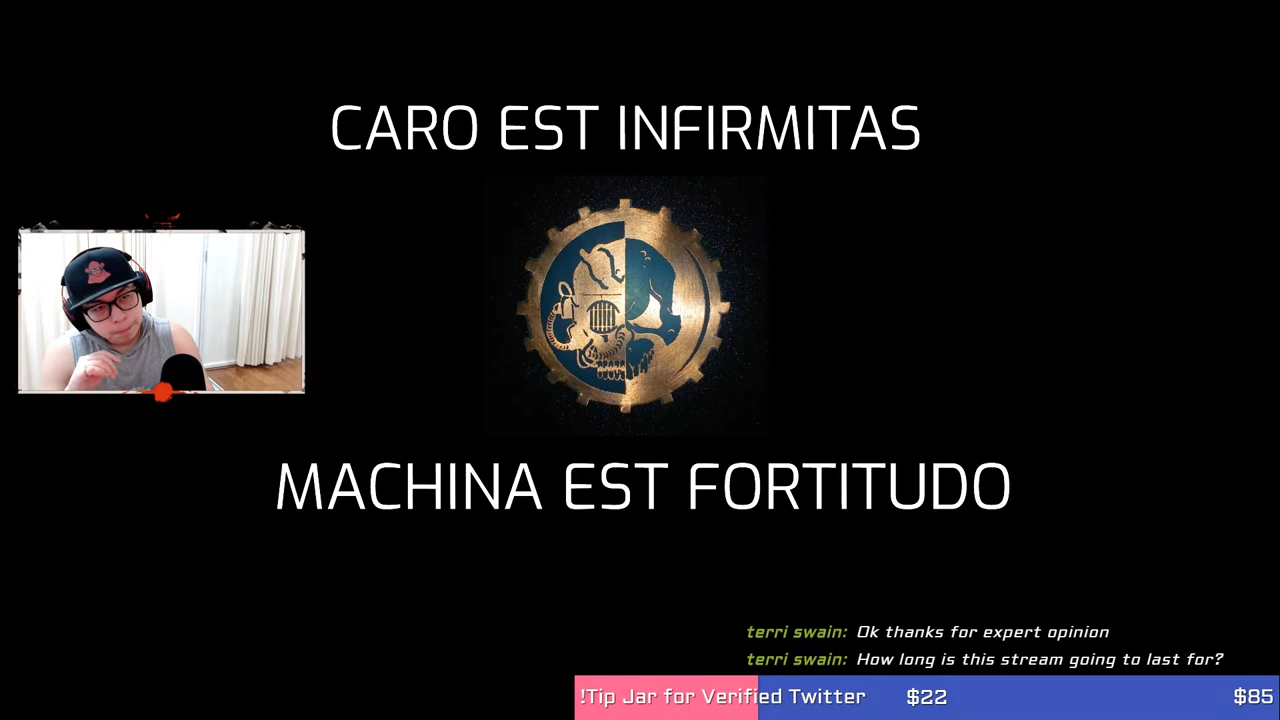 CARO EST INFIRMITAS
MACHINA EST FORTITUDO
terri swain: Ok thanks for expert opinion
terri swain: How long is this stream going to last for?
!Tip Jar for Verified Twitter $22 $85